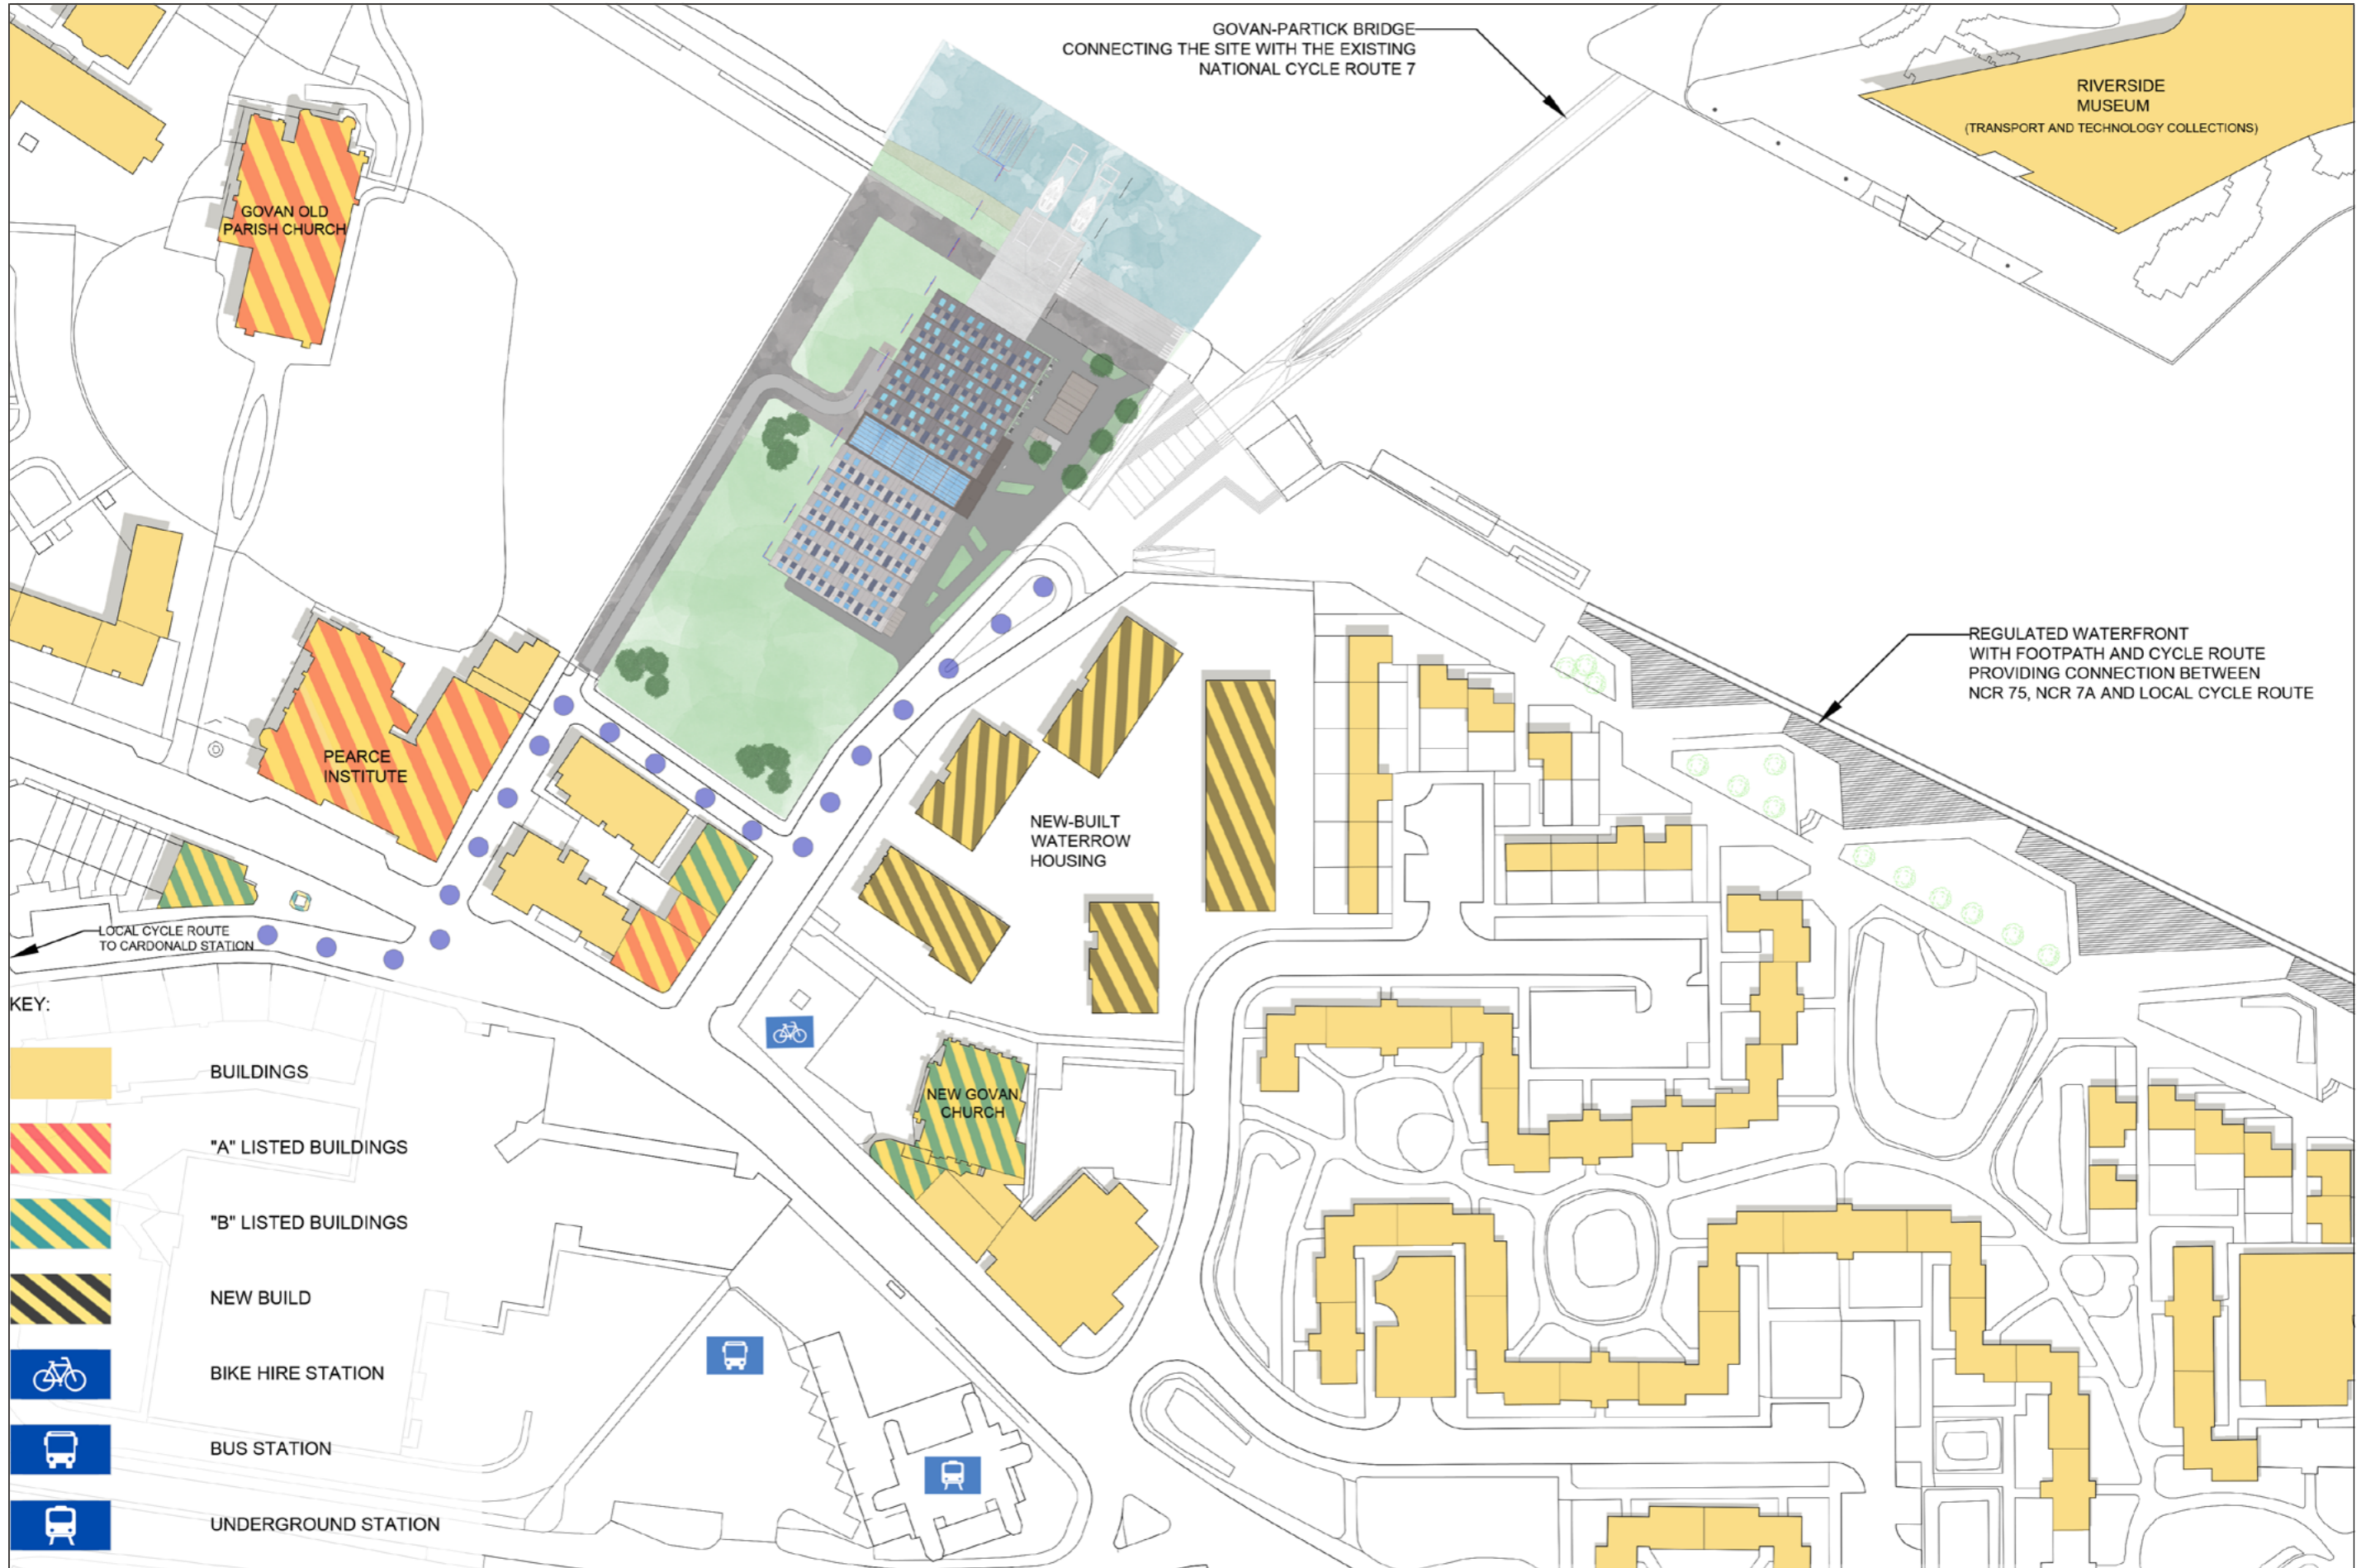 GOVAN-PARTICK BRIDGE
CONNECTING THE SITE WITH THE EXISTING
NATIONAL CYCLE ROUTE 7
RIVERSIDE
MUSEUM
(TRANSPORT AND TECHNOLOGY COLLECTIONS)
GOVAN OLD
PARISH CHURCH
REGULATED WATERFRONT
WITH FOOTPATH AND CYCLE ROUTE
PROVIDING CONNECTION BETWEEN
NCR 75, NCR 7A AND LOCAL CYCLE ROUTE
PEARCE
INSTITUTE
NEW-BUILT
WATERROW
HOUSING
LOCAL CYCLE ROUTE
TO CARDONALD STATION
NEW GOVAN
CHURCH
KEY:
BUILDINGS
"A" LISTED BUILDINGS
"B" LISTED BUILDINGS
NEW BUILD
BIKE HIRE STATION
BUS STATION
UNDERGROUND STATION